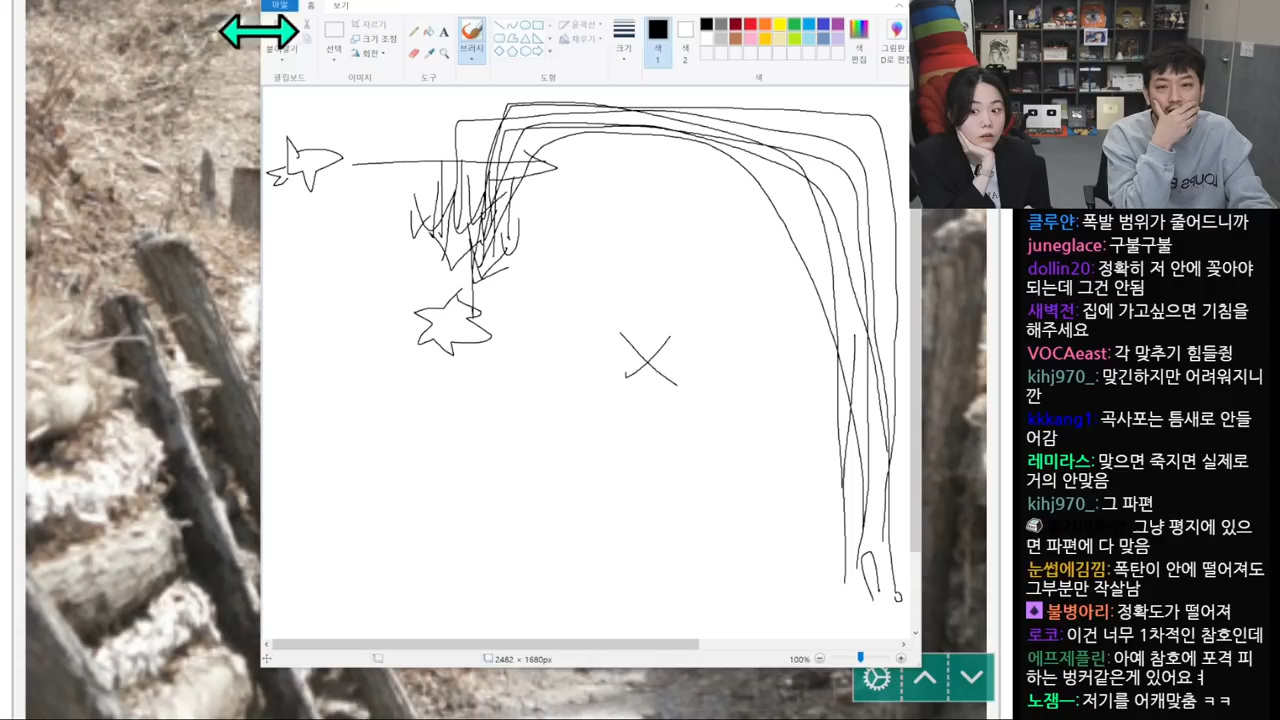 파일
홈
보기
붙여넣기
클립보드
선택
자르기
크기 조정
회전
이미지
A
브러시
도구
윤곽선
채우기
도형
크기
색
1
색
2
색
편집
색
그림판
D로 편집
클루얀: 폭발 범위가 줄어드니까
juneglace: 구불구불
dollin20: 정확히 저 안에 꽂아야
되는데 그건 안됨
새벽전: 집에 가고싶으면 기침을
해주세요
VOCAeast: 각 맞추기 힘들쥉
kihj970_: 맞긴하지만 어려워지니
깐
kkkang1: 곡사포는 틈새로 안들
어감
레미라스: 맞으면 죽지면 실제로
거의 안맞음
kihj970_: 그 파편
그냥 평지에 있으
면 파편에 다 맞음
눈썹에김낌: 폭탄이 안에 떨어져도
그부분만 작살남
불병아리: 정확도가 떨어져
로코: 이건 너무 1차적인 참호인데
에프제플린: 아예 참호에 포격 피
하는 벙커같은게 있어요ㅕ
노잼ㅡ: 저기를 어캐맞춤 ㅋㅋ
2482 × 1680px
100%